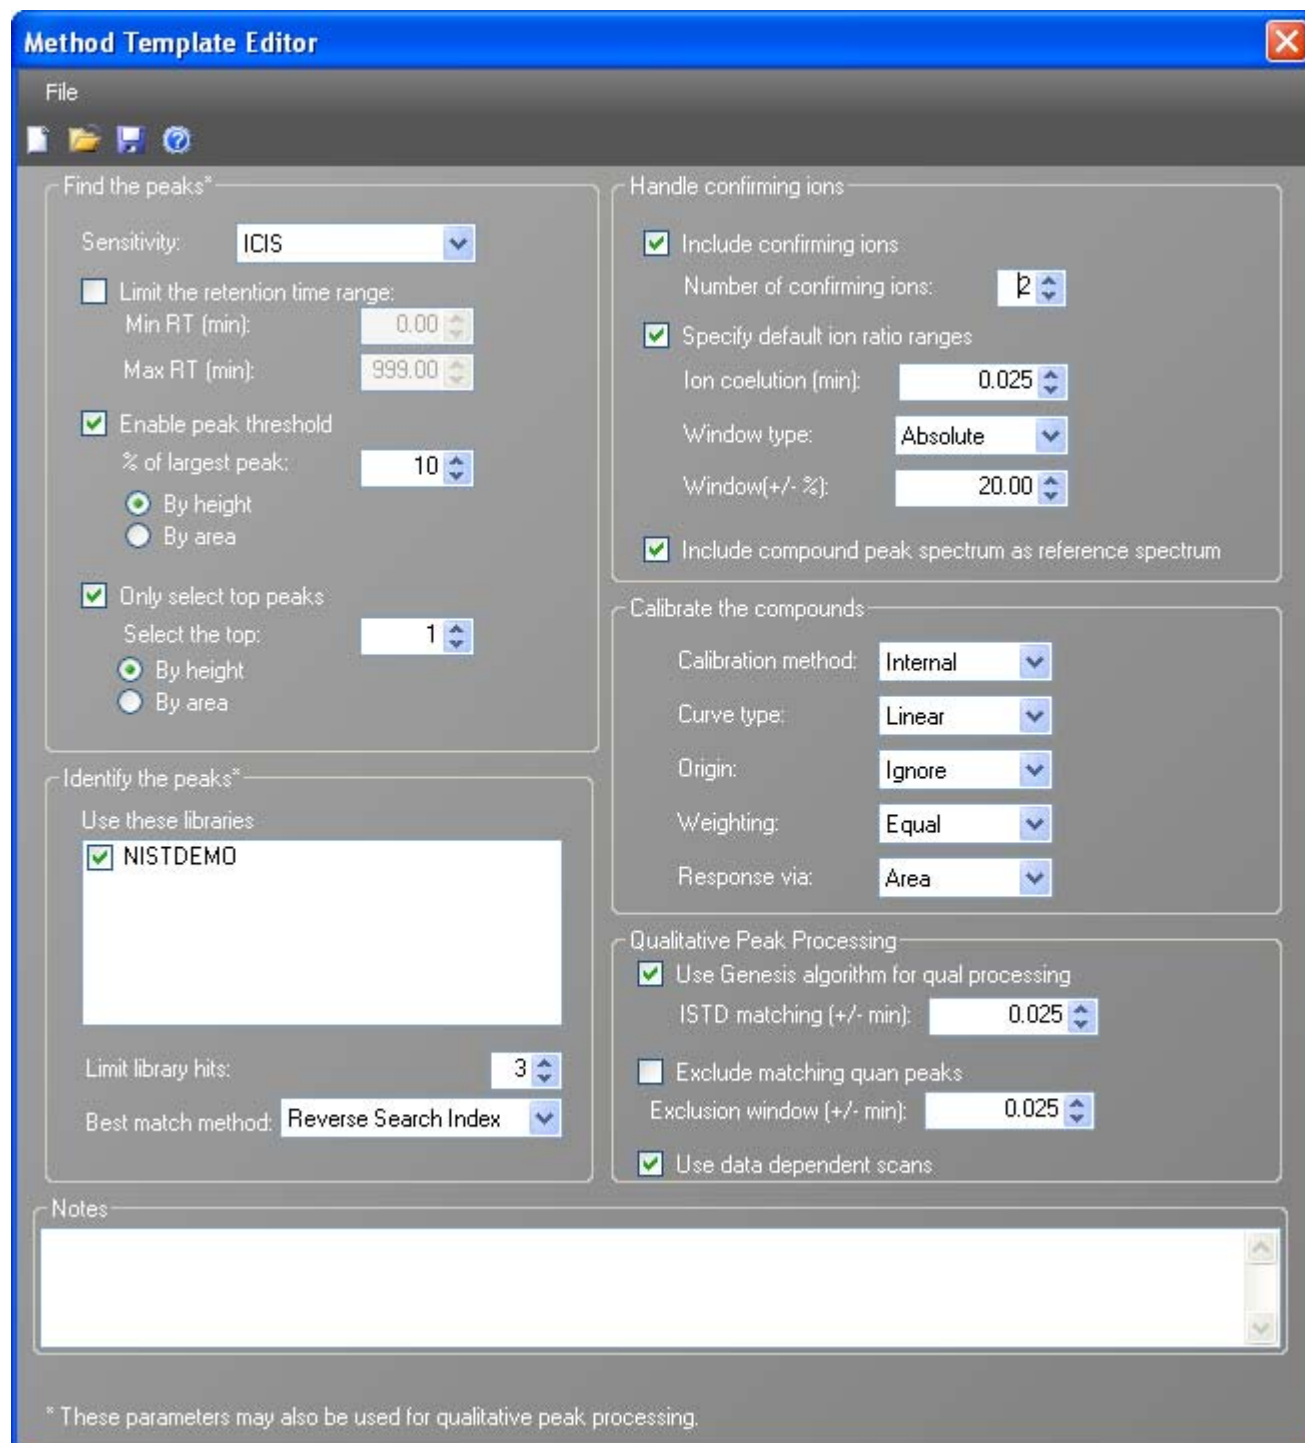 Method Template Editor
File
Find the peaks*
Sensitivity: ICIS
Limit the retention time range:
Min RT (min): 0.00
Max RT (min): 999.00
Enable peak threshold
% of largest peak: 10
By height
By area
Only select top peaks
Select the top: 1
By height
By area
Identify the peaks*
Use these libraries
NISTDEMO
Limit library hits: 3
Best match method: Reverse Search Index
Handle confirming ions
Include confirming ions
Number of confirming ions: 2
Specify default ion ratio ranges
Ion coelution (min): 0.025
Window type: Absolute
Window(+/- %): 20.00
Include compound peak spectrum as reference spectrum
Calibrate the compounds
Calibration method: Internal
Curve type: Linear
Origin: Ignore
Weighting: Equal
Response via: Area
Qualitative Peak Processing
Use Genesis algorithm for qual processing
ISTD matching (+/- min): 0.025
Exclude matching quan peaks
Exclusion window (+/- min): 0.025
Use data dependent scans
Notes
* These parameters may also be used for qualitative peak processing.